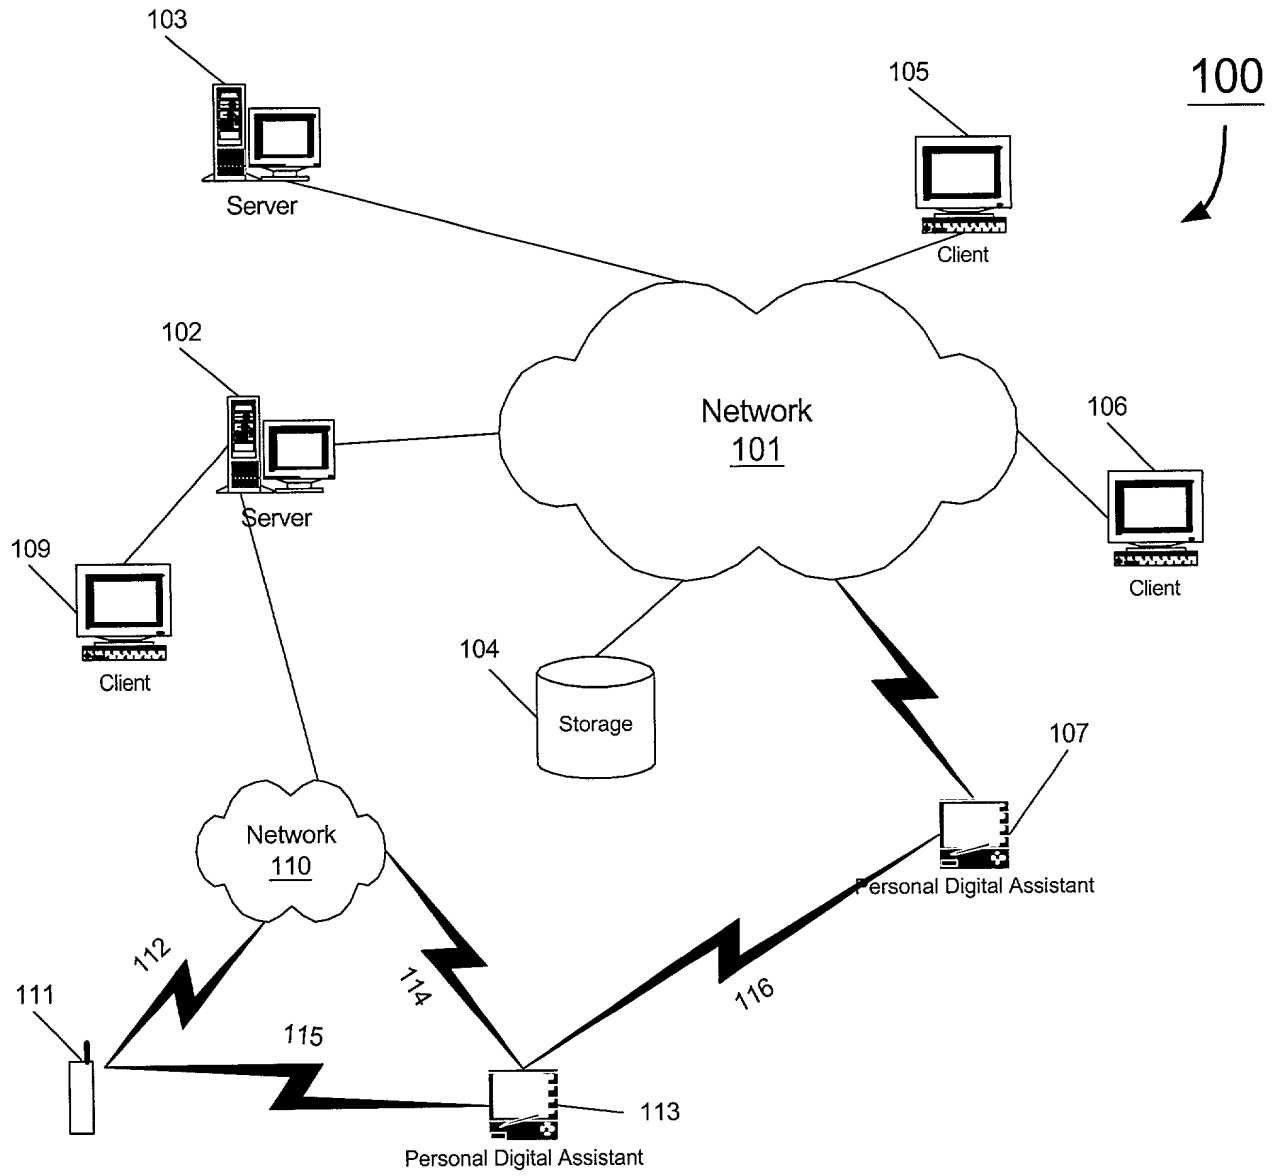 103
105
100
Server
Client
102
Network
101
106
Server
109
Client
104
Client
Storage
107
Network
110
Personal Digital Assistant
112
114
116
111
115
113
Personal Digital Assistant